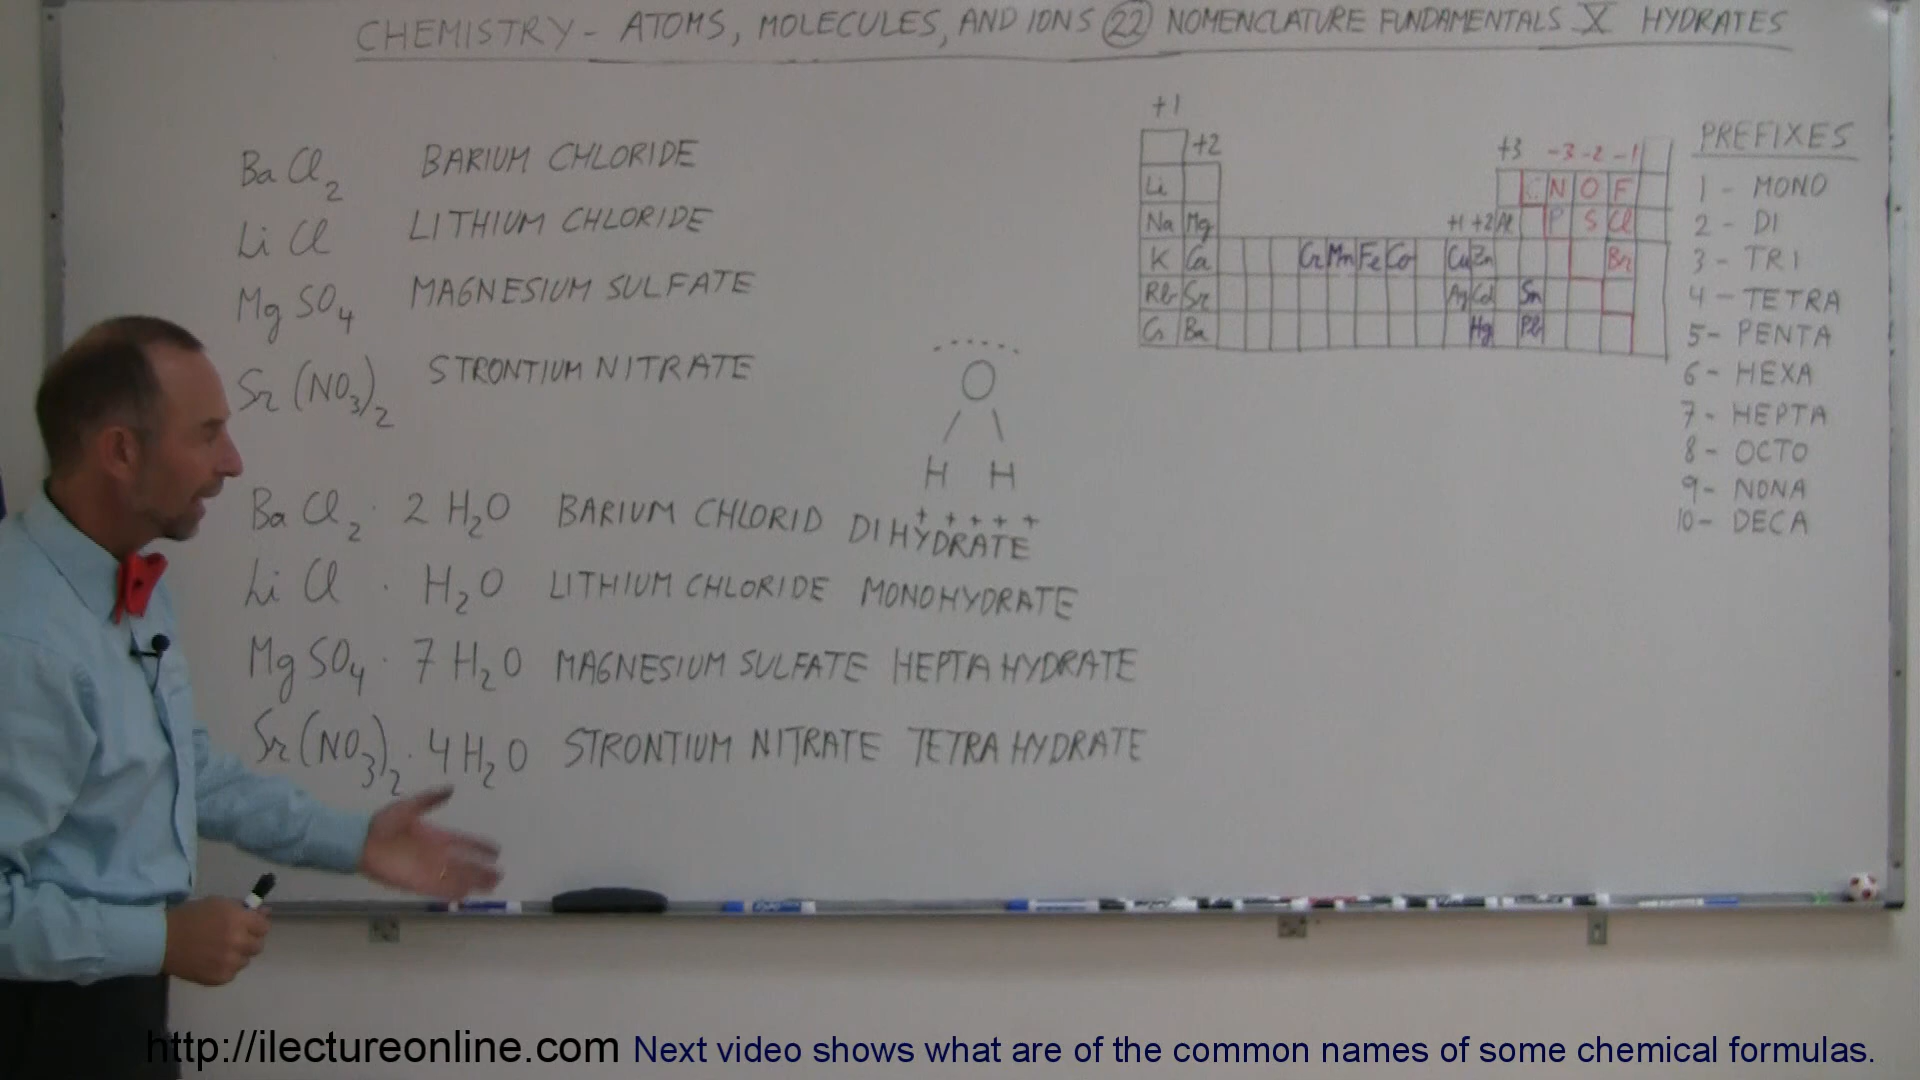 CHEMISTRY - ATOMS, MOLECULES, AND IONS 22 NOMENCLATURE FUNDAMENTALS X HYDRATES
BaCl2 BARIUM CHLORIDE
LiCl LITHIUM CHLORIDE
MgSO4 MAGNESIUM SULFATE
Sr(NO3)2 STRONTIUM NITRATE
- - - - -
O
H H
+ + + + +
BaCl2 · 2 H2O BARIUM CHLORID DIHYDRATE
LiCl · H2O LITHIUM CHLORIDE MONOHYDRATE
MgSO4 · 7 H2O MAGNESIUM SULFATE HEPTA HYDRATE
Sr(NO3)2 · 4 H2O STRONTIUM NITRATE TETRA HYDRATE
+1
+2 +3 -3 -2 -1
Li C N O F
Na Mg +1 +2 Al P S Cl
K Ca Cr Mn Fe Co Cu Zn Br
Rb Sr Ag Cd Sn
Cs Ba Hg Pb
PREFIXES
1 - MONO
2 - DI
3 - TRI
4 - TETRA
5 - PENTA
6 - HEXA
7 - HEPTA
8 - OCTO
9 - NONA
10 - DECA
http://ilectureonline.com Next video shows what are of the common names of some chemical formulas.